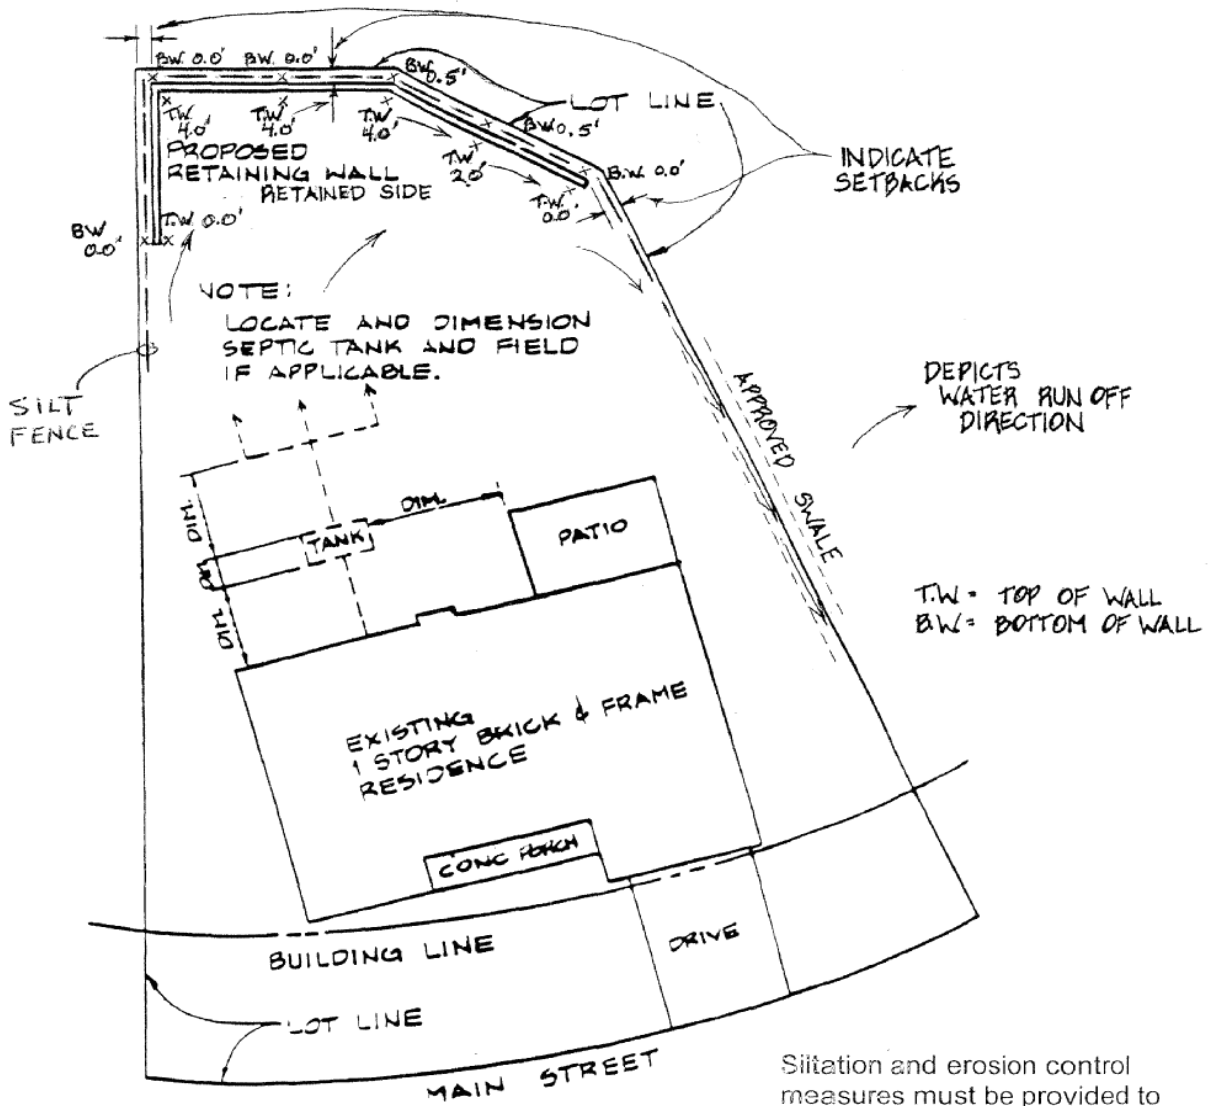 B.W. 0.0'
B.W. 0.0'
B.W.
0.5'
LOT LINE
T.W.
4.0'
T.W.
4.0'
T.W.
4.0'
B.W. 0.5'
INDICATE
SETBACKS
PROPOSED
RETAINING WALL
RETAINED SIDE
T.W.
2.0'
B.W. 0.0'
T.W.
0.0'
B.W.
0.0'
T.W. 0.0'
NOTE:
LOCATE AND DIMENSION
SEPTIC TANK AND FIELD
IF APPLICABLE.
SILT
FENCE
DEPICTS
WATER RUN OFF
DIRECTION
APPROVED SWALE
DIM.
DIM.
TANK
PATIO
DIM
DIM
T.W = TOP OF WALL
B.W = BOTTOM OF WALL
EXISTING
1 STORY BRICK & FRAME
RESIDENCE
CONC PORCH
BUILDING LINE
DRIVE
LOT LINE
MAIN STREET
Siltation and erosion control
measures must be provided to